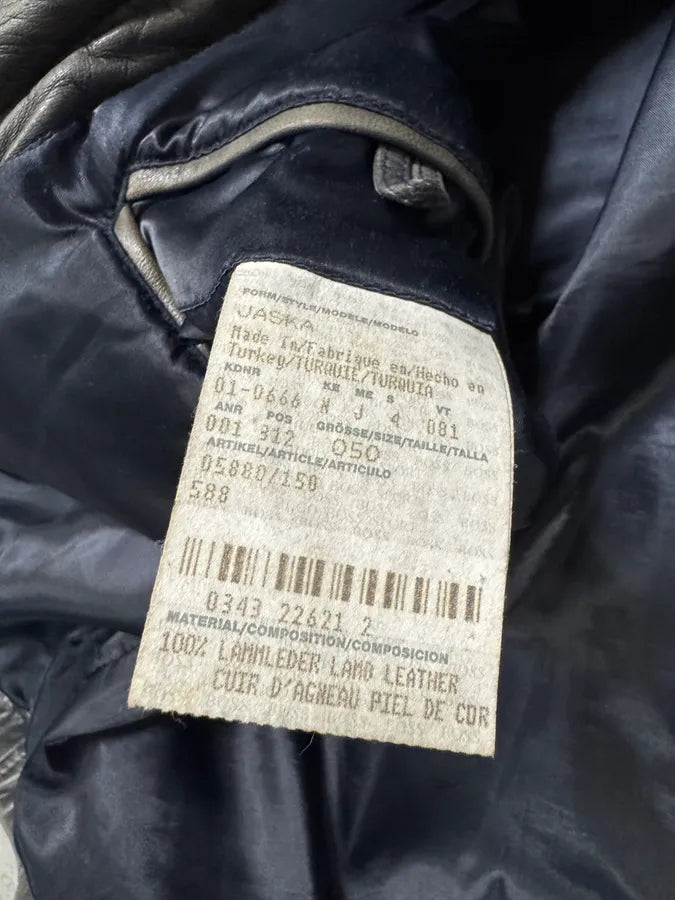 FORM/STYLE/MODELE/MODELO
JASKA
Made in/Fabrique en/Hecho en
Turkey/TURQUIE/TURQUIA
KDNR KE ME S VT
01-0666 N J 4 081
ANR POS GRÖSSE/SIZE/TAILLE/TALLA
001 312 050
ARTIKEL/ARTICLE/ARTICULO
05880/150
588
0343 22621 2
MATERIAL/COMPOSITION/COMPOSICION
100% LAMMLEDER LAMB LEATHER
CUIR D'AGNEAU PIEL DE COR